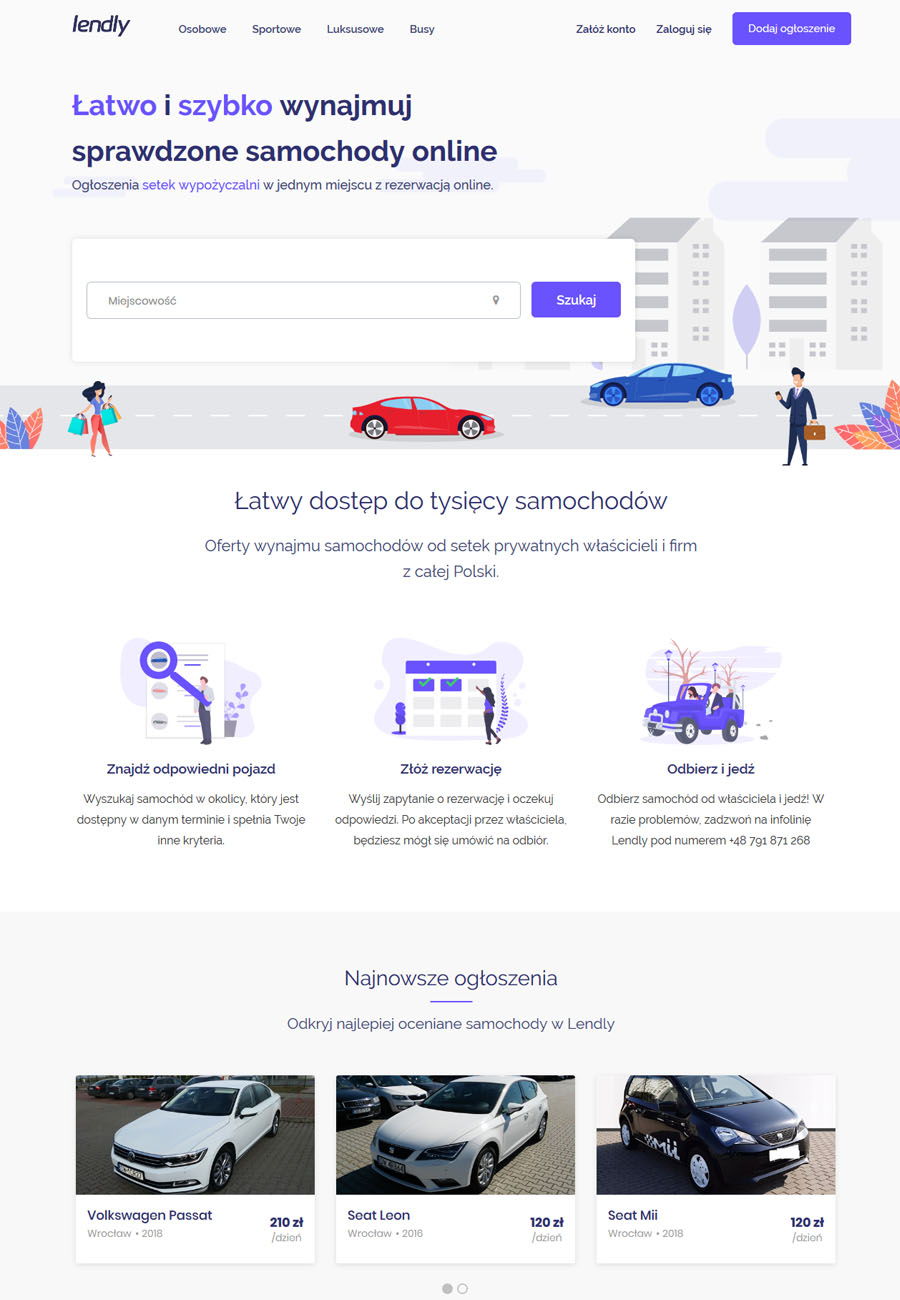 lendly
Osobowe Sportowe Luksusowe Busy
Załóż konto Zaloguj się Dodaj ogłoszenie
Łatwo i szybko wynajmuj
sprawdzone samochody online
Ogłoszenia setek wypożyczalni w jednym miejscu z rezerwacją online.
Miejscowość
Szukaj
Łatwy dostęp do tysięcy samochodów
Oferty wynajmu samochodów od setek prywatnych właścicieli i firm
z całej Polski.
Znajdź odpowiedni pojazd
Wyszukaj samochód w okolicy, który jest
dostępny w danym terminie i spełnia Twoje
inne kryteria.
Złóż rezerwację
Wyślij zapytanie o rezerwację i oczekuj
odpowiedzi. Po akceptacji przez właściciela,
będziesz mógł się umówić na odbiór.
Odbierz i jedź
Odbierz samochód od właściciela i jedź! W
razie problemów, zadzwoń na infolinię
Lendly pod numerem +48 791 871 268
Najnowsze ogłoszenia
Odkryj najlepiej oceniane samochody w Lendly
Volkswagen Passat
Wrocław • 2018
210 zł
/dzień
Seat Leon
Wrocław • 2016
120 zł
/dzień
Mii
Seat Mii
Wrocław • 2018
120 zł
/dzień